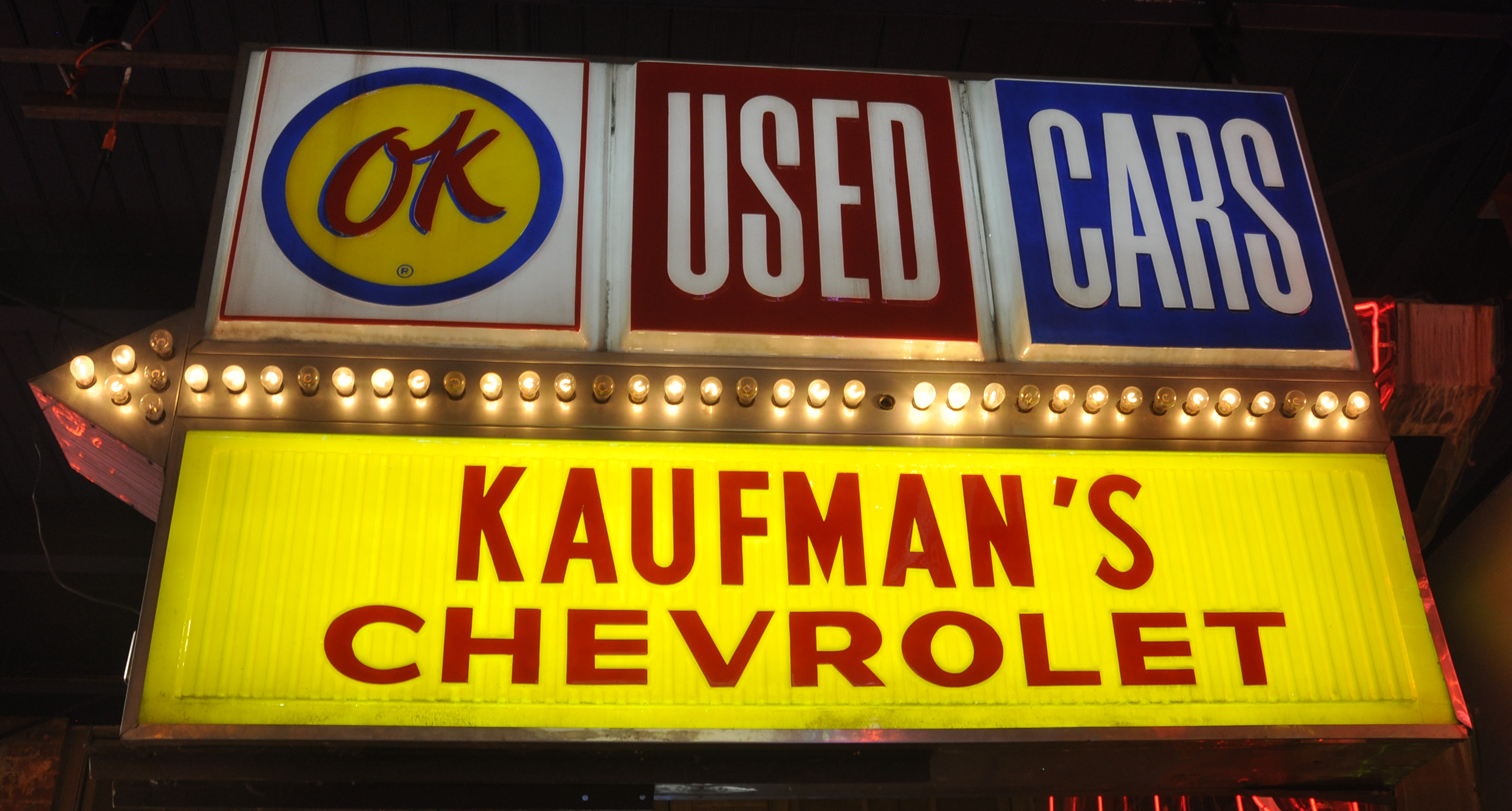 OK USED CARS
®
KAUFMAN'S
CHEVROLET